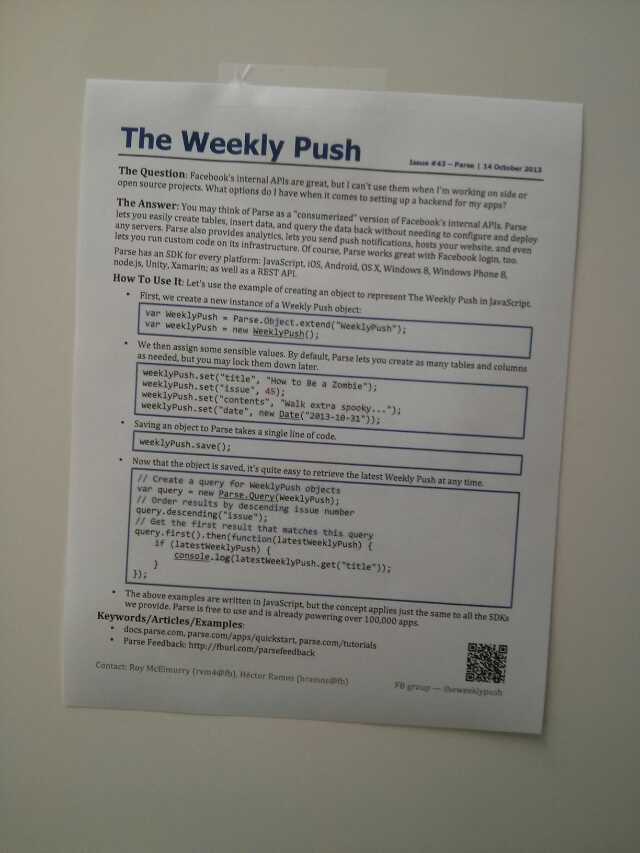 The Weekly Push
Issue #43 — Parse | 14 October 2013
The Question: Facebook's internal APIs are great, but I can't use them when I'm working on side or
open source projects. What options do I have when it comes to setting up a backend for my apps?
The Answer: You may think of Parse as a "consumerized" version of Facebook's internal APIs. Parse
lets you easily create tables, insert data, and query the data back without needing to configure and deploy
any servers. Parse also provides analytics, lets you send push notifications, hosts your website, and even
lets you run custom code on its infrastructure. Of course, Parse works great with Facebook login, too.
Parse has an SDK for every platform: JavaScript, iOS, Android, OS X, Windows 8, Windows Phone 8,
node.js, Unity, Xamarin; as well as a REST API.
How To Use It: Let's use the example of creating an object to represent The Weekly Push in JavaScript.
• First, we create a new instance of a Weekly Push object:
var WeeklyPush = Parse.Object.extend("WeeklyPush");
var weeklyPush = new WeeklyPush();
• We then assign some sensible values. By default, Parse lets you create as many tables and columns
as needed, but you may lock them down later.
weeklyPush.set("title", "How to Be a Zombie");
weeklyPush.set("issue", 45);
weeklyPush.set("contents", "Walk extra spooky...");
weeklyPush.set("date", new Date("2013-10-31"));
• Saving an object to Parse takes a single line of code.
weeklyPush.save();
• Now that the object is saved, it's quite easy to retrieve the latest Weekly Push at any time.
// Create a query for WeeklyPush objects
var query = new Parse.Query(WeeklyPush);
// Order results by descending issue number
query.descending("issue");
// Get the first result that matches this query
query.first().then(function(latestWeeklyPush) {
if (latestWeeklyPush) {
console.log(latestWeeklyPush.get("title"));
}
});
• The above examples are written in JavaScript, but the concept applies just the same to all the SDKs
we provide. Parse is free to use and is already powering over 100,000 apps.
Keywords/Articles/Examples:
• docs.parse.com, parse.com/apps/quickstart, parse.com/tutorials
• Parse Feedback: http://fburl.com/parsefeedback
Contact: Roy McElmurry (rvm4@fb), Héctor Ramos (hramos@fb)
FB group — theweeklypush